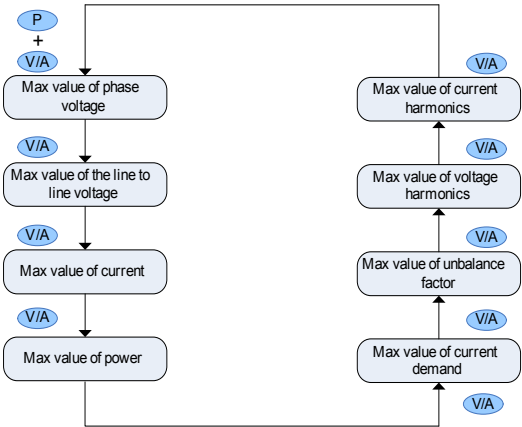 P
+
V/A
Max value of phase
voltage
V/A
Max value of the line to
line voltage
V/A
Max value of current
V/A
Max value of power
V/A
Max value of current
harmonics
V/A
Max value of voltage
harmonics
V/A
Max value of unbalance
factor
V/A
Max value of current
demand
V/A